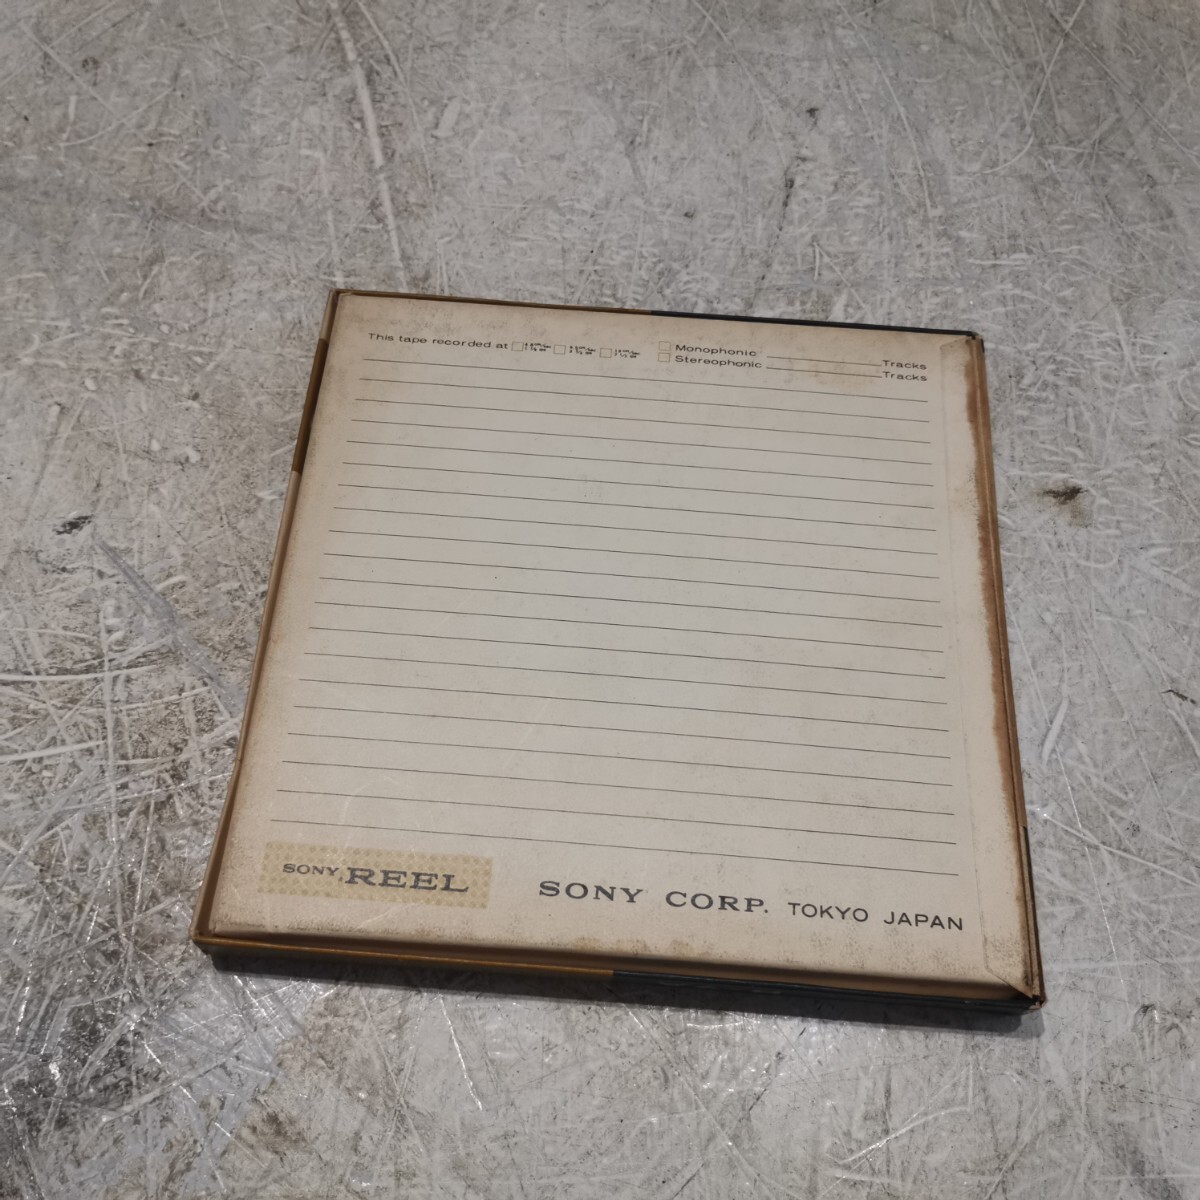 This tape recorded at
Monophonic Tracks
Stereophonic Tracks
SONY REEL
SONY CORP. TOKYO JAPAN